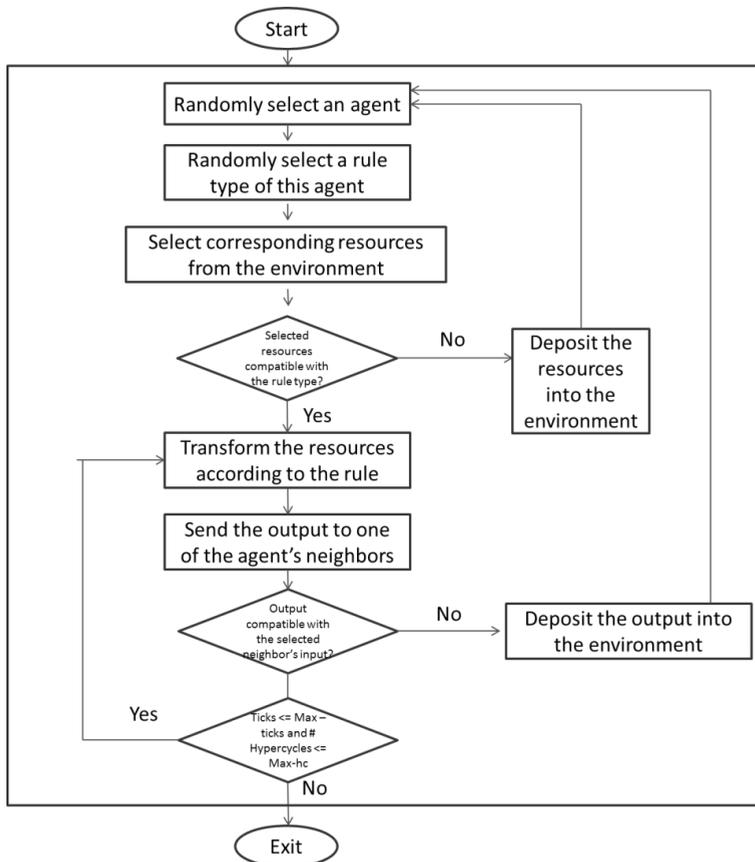 Start
Randomly select an agent
Randomly select a rule
type of this agent
Select corresponding resources
from the environment
Selected
resources
compatible with
the rule type?
No
Deposit the
resources
into the
environment
Yes
Transform the resources
according to the rule
Send the output to one
of the agent's neighbors
Output
compatible with
the selected
neighbor's input?
No
Deposit the output into
the environment
Yes
Ticks <= Max –
ticks and #
Hypercycles <=
Max-hc
No
Exit